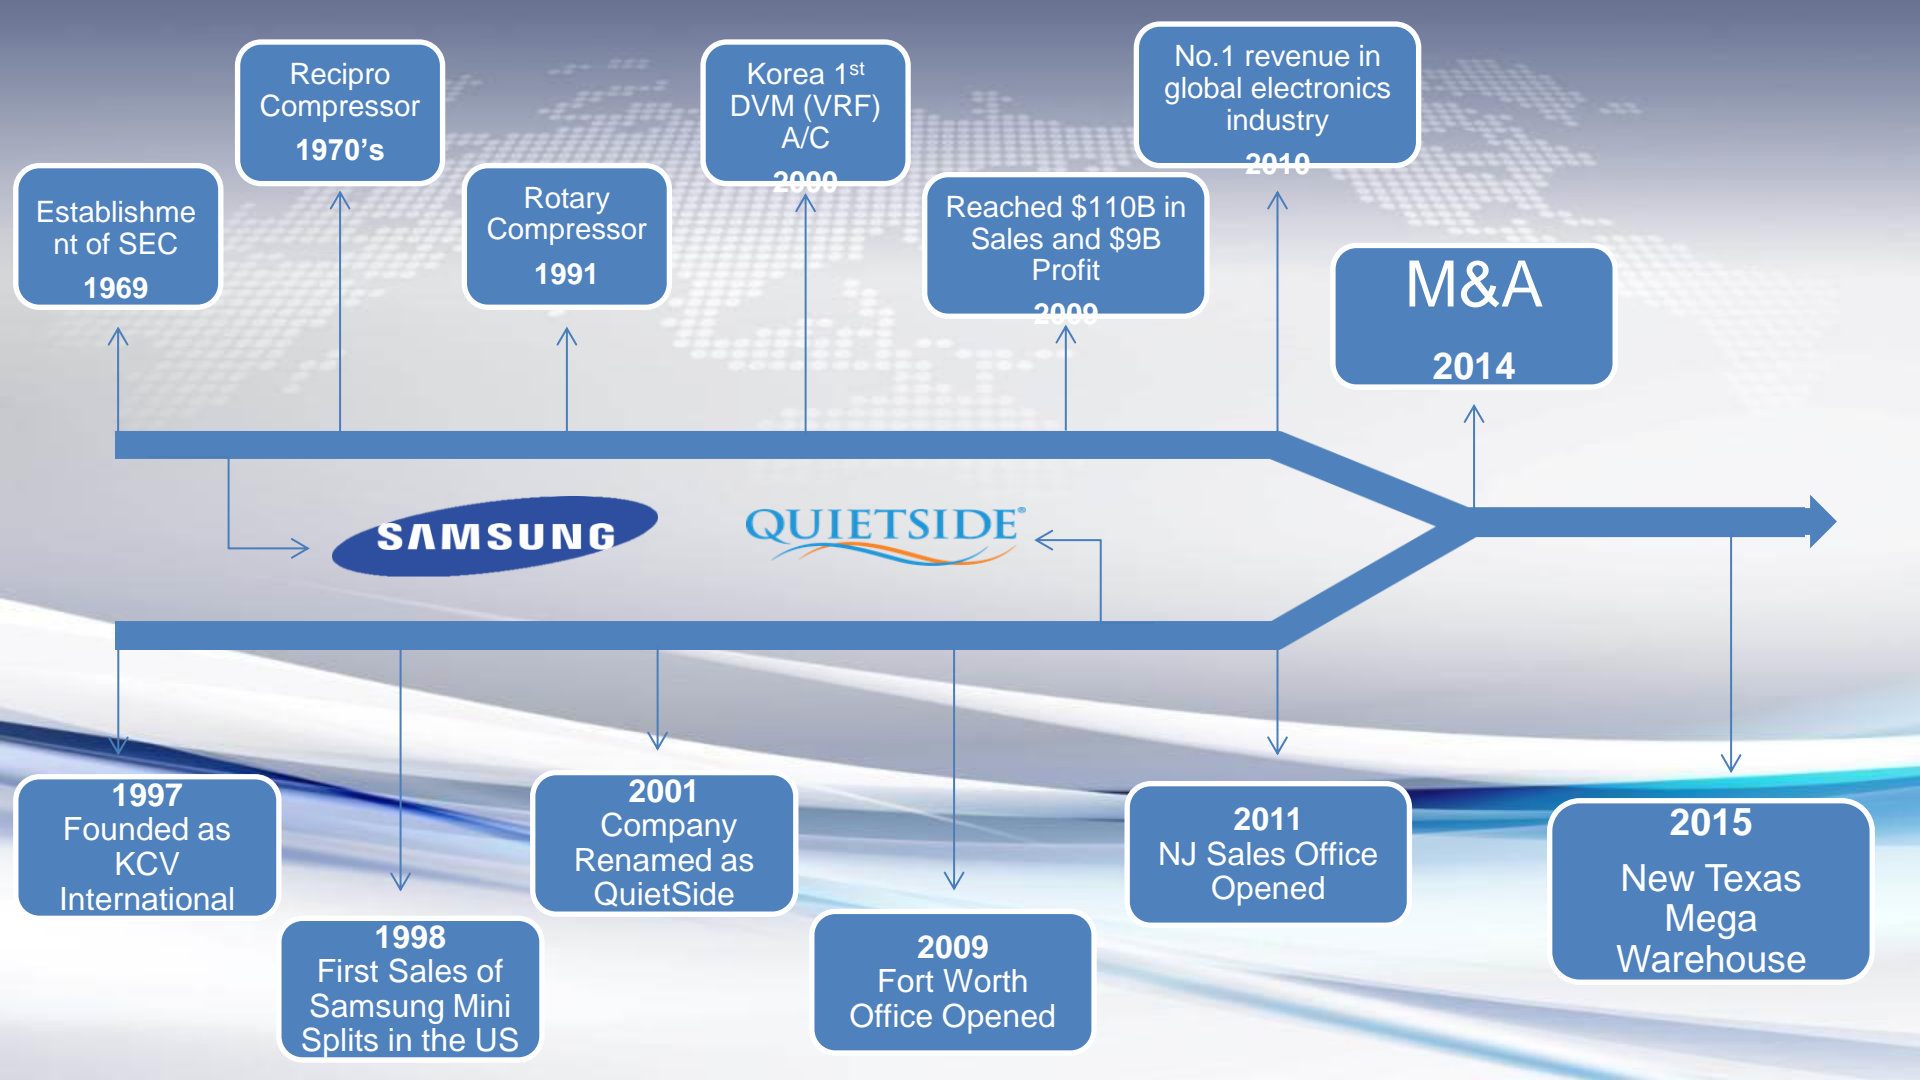 Recipro
Compressor
1970's
Korea 1st
DVM (VRF)
A/C
2000
No.1 revenue in
global electronics
industry
2010
Establishme
nt of SEC
1969
Rotary
Compressor
1991
Reached $110B in
Sales and $9B
Profit
2009
M&A
2014
SAMSUNG
QUIETSIDE®
1997
Founded as
KCV
International
1998
First Sales of
Samsung Mini
Splits in the US
2001
Company
Renamed as
QuietSide
2009
Fort Worth
Office Opened
2011
NJ Sales Office
Opened
2015
New Texas
Mega
Warehouse